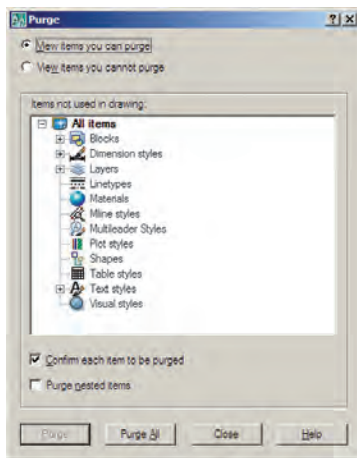 Purge
View items you can purge
View items you cannot purge
Items not used in drawing:
All items
Blocks
Dimension styles
Layers
Linetypes
Materials
Mline styles
Multileader Styles
Plot styles
Shapes
Table styles
Text styles
Visual styles
Confirm each item to be purged
Purge nested items
Purge
Purge All
Close
Help